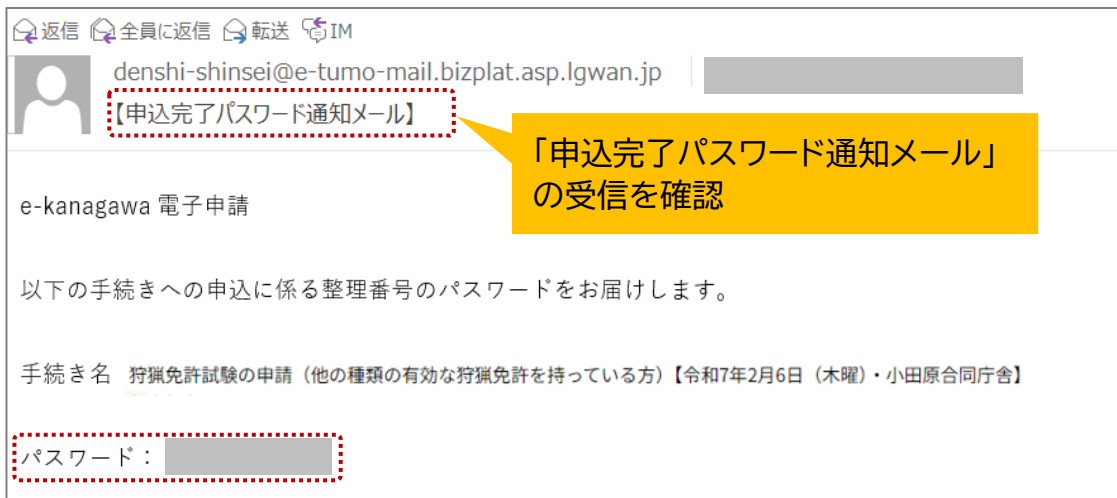 返信 全員に返信 転送 IM
denshi-shinsei@e-tumo-mail.bizplat.asp.lgwan.jp
【申込完了パスワード通知メール】
「申込完了パスワード通知メール」
の受信を確認
e-kanagawa 電子申請
以下の手続きへの申込に係る整理番号のパスワードをお届けします。
手続き名 狩猟免許試験の申請（他の種類の有効な狩猟免許を持っている方）【令和7年2月6日（木曜）・小田原合同庁舎】
パスワード：